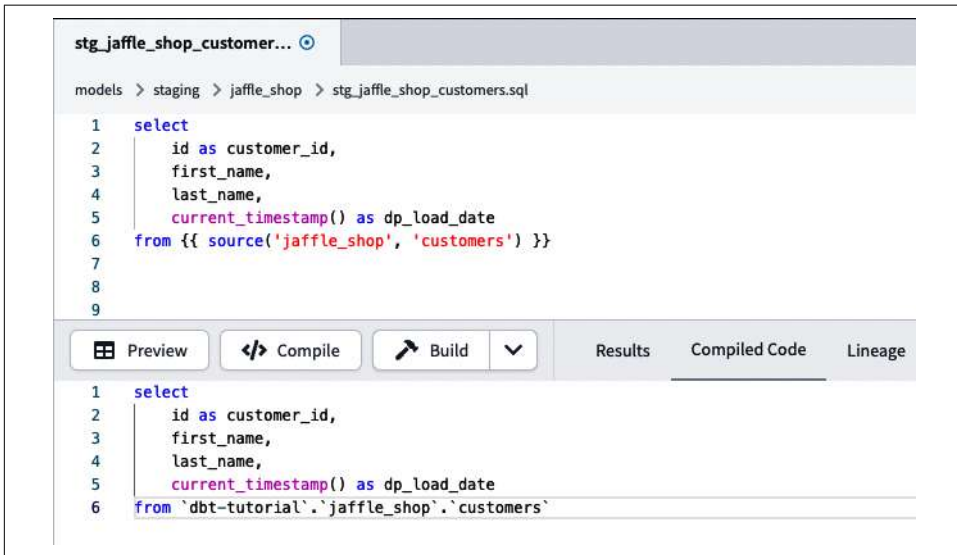 stg_jaffle_shop_customer...
models > staging > jaffle_shop > stg_jaffle_shop_customers.sql
1 select
2 id as customer_id,
3 first_name,
4 last_name,
5 current_timestamp() as dp_load_date
6 from {{ source('jaffle_shop', 'customers') }}
7
8
9
Preview </> Compile Build Results Compiled Code Lineage
1 select
2 id as customer_id,
3 first_name,
4 last_name,
5 current_timestamp() as dp_load_date
6 from `dbt-tutorial`.`jaffle_shop`.`customers`